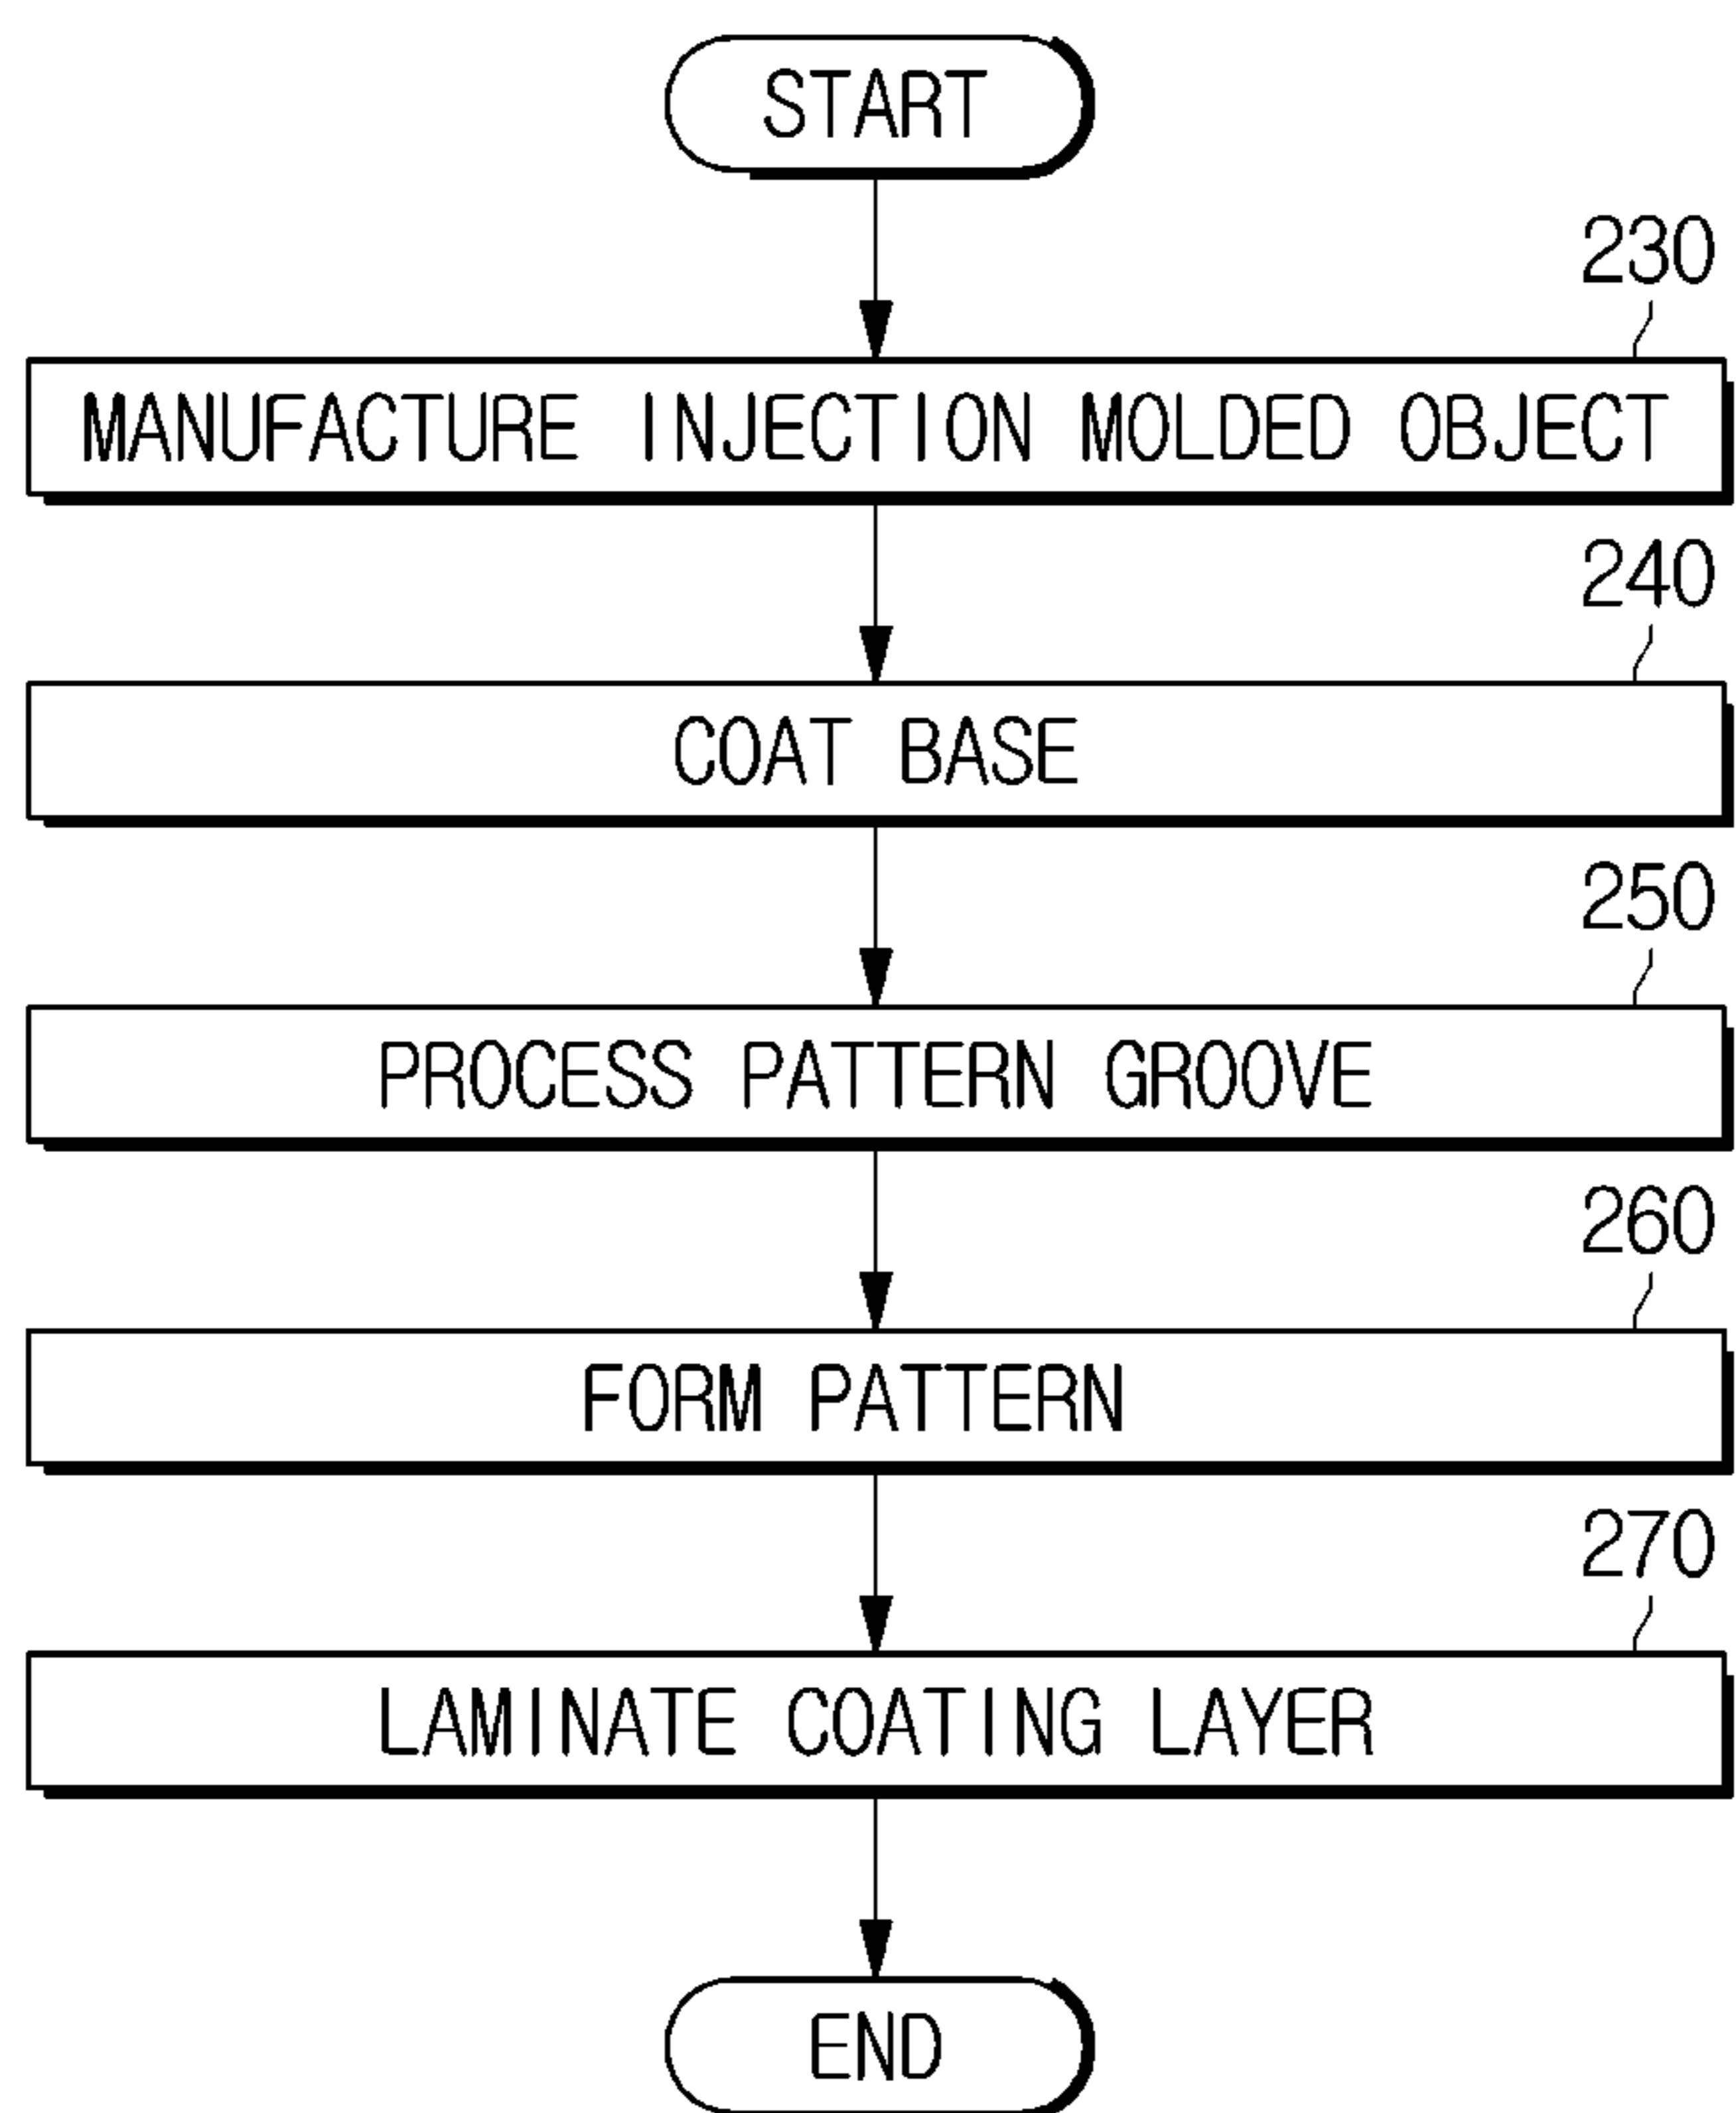 START
230
MANUFACTURE INJECTION MOLDED OBJECT
240
COAT BASE
250
PROCESS PATTERN GROOVE
260
FORM PATTERN
270
LAMINATE COATING LAYER
END